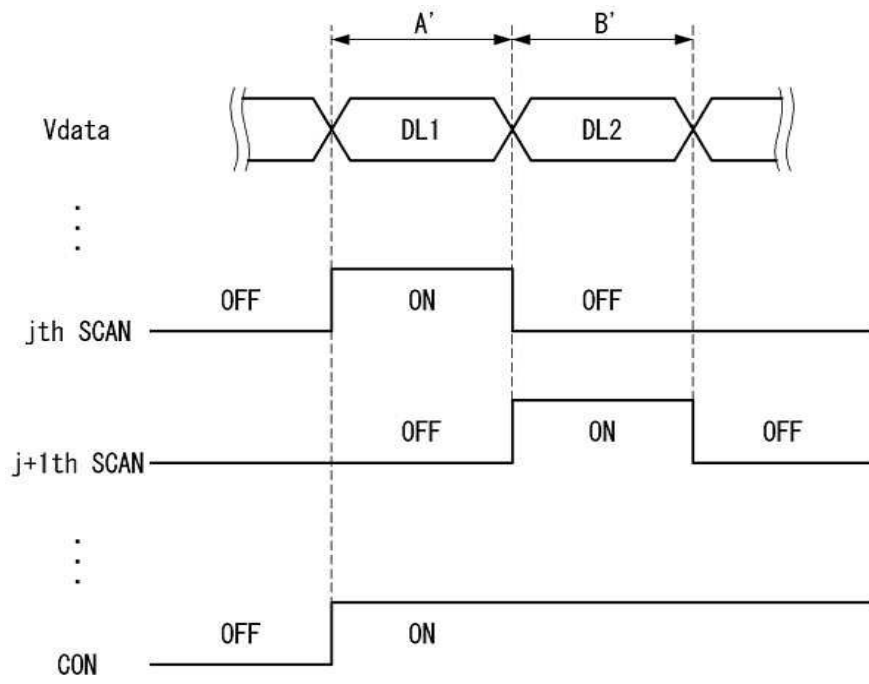 A' B'
Vdata DL1 DL2
OFF ON OFF
jth SCAN
OFF ON OFF
j+1th SCAN
OFF ON
CON